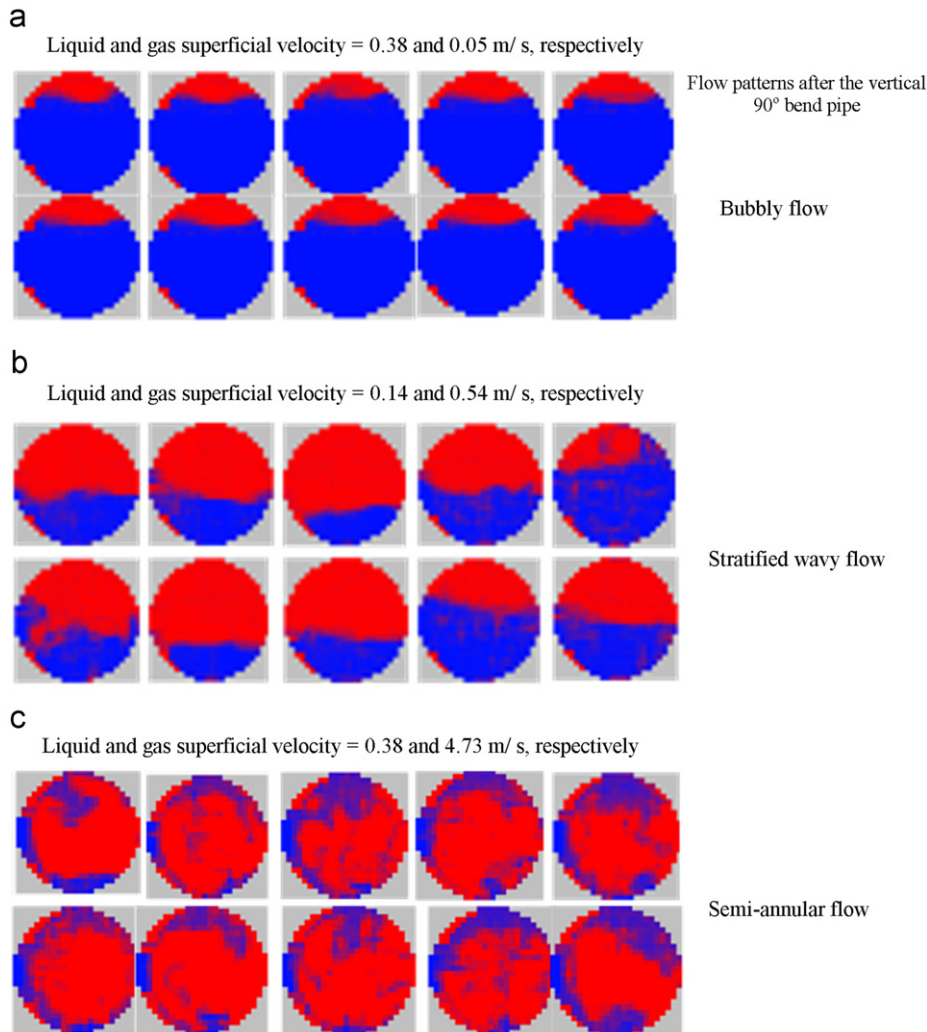 a
Liquid and gas superficial velocity = 0.38 and 0.05 m/ s, respectively
Flow patterns after the vertical
90° bend pipe
Bubbly flow
b
Liquid and gas superficial velocity = 0.14 and 0.54 m/ s, respectively
Stratified wavy flow
c
Liquid and gas superficial velocity = 0.38 and 4.73 m/ s, respectively
Semi-annular flow